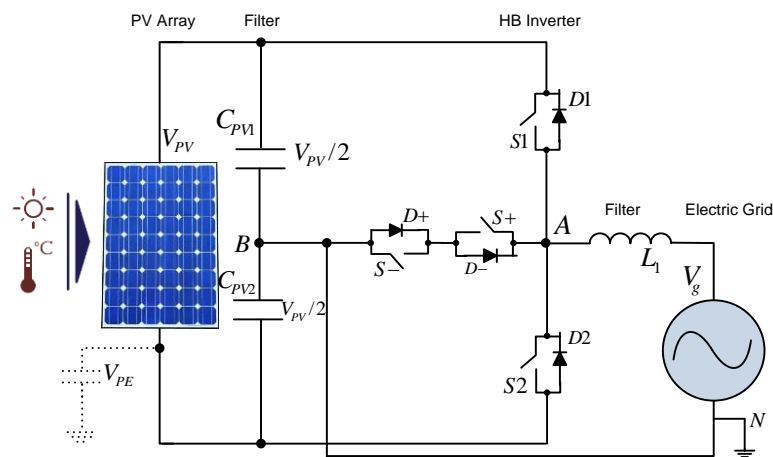 PV Array
Filter
HB Inverter
D1
C_PV1
V_PV
S1
V_PV/2
D+
S+
A
Filter
Electric Grid
B
°C
S−
D−
L_1
C_PV2
V_g
V_PV/2
D2
V_PE
S2
N